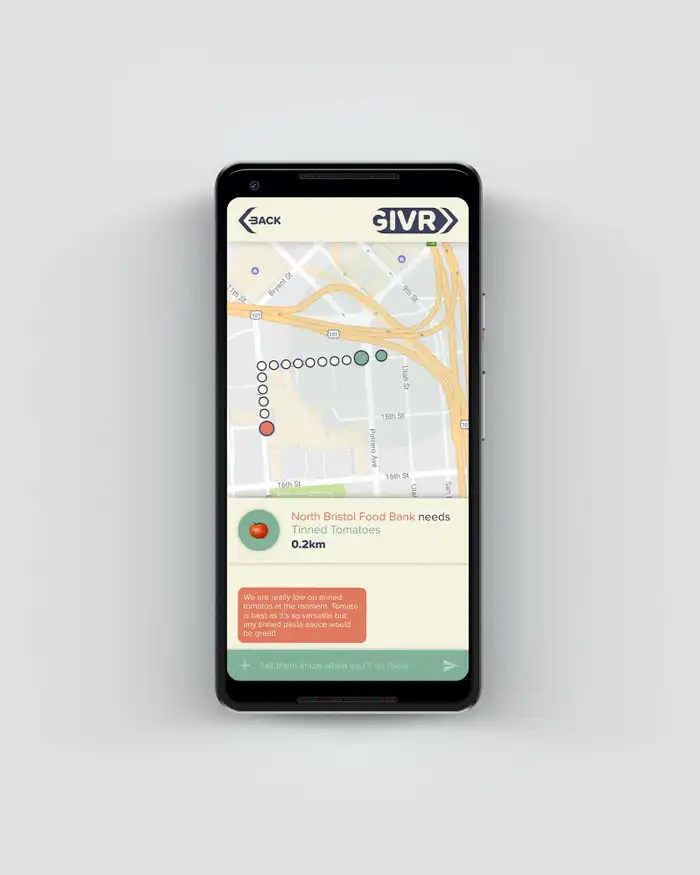 BACK
GIVR
11th St
Bryant St
9th St
101
101
Utah St
15th St
Potrero Ave
16th St
16th St
101
North Bristol Food Bank needs
Tinned Tomatoes
0.2km
We are really low on tinned
tomatos at the moment. Tomato
is best as it's so versatile but
any tinned pasta sauce would
be great!
Let them know when you'll be there